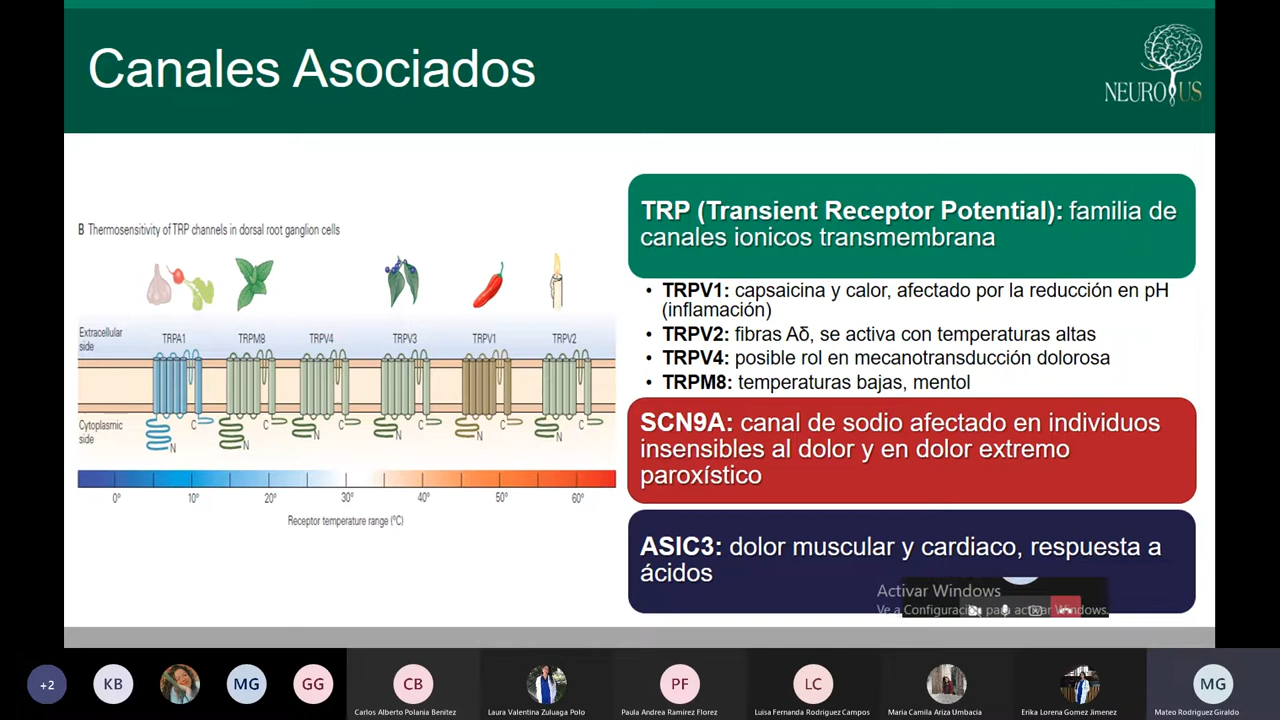 Canales Asociados
NEURO US
B Thermosensitivity of TRP channels in dorsal root ganglion cells
Extracellular
side
TRPA1
TRPM8
TRPV4
TRPV3
TRPV1
TRPV2
Cytoplasmic
side
N
C
N
C
N
C
N
C
N
C
N
C
0°
10°
20°
30°
40°
50°
60°
Receptor temperature range (°C)
TRP (Transient Receptor Potential): familia de
canales ionicos transmembrana
• TRPV1: capsaicina y calor, afectado por la reducción en pH
(inflamación)
• TRPV2: fibras Aδ, se activa con temperaturas altas
• TRPV4: posible rol en mecanotransducción dolorosa
• TRPM8: temperaturas bajas, mentol
SCN9A: canal de sodio afectado en individuos
insensibles al dolor y en dolor extremo
paroxístico
ASIC3: dolor muscular y cardiaco, respuesta a
ácidos
Activar Windows
Ve a Configuración para activar Windows.
+2
KB
MG
GG
CB
Carlos Alberto Polania Benitez
Laura Valentina Zuluaga Polo
PF
Paula Andrea Ramirez Florez
LC
Luisa Fernanda Rodriguez Campos
Maria Camila Ariza Umbacia
Erika Lorena Gomez Jimenez
MG
Mateo Rodriguez Giraldo